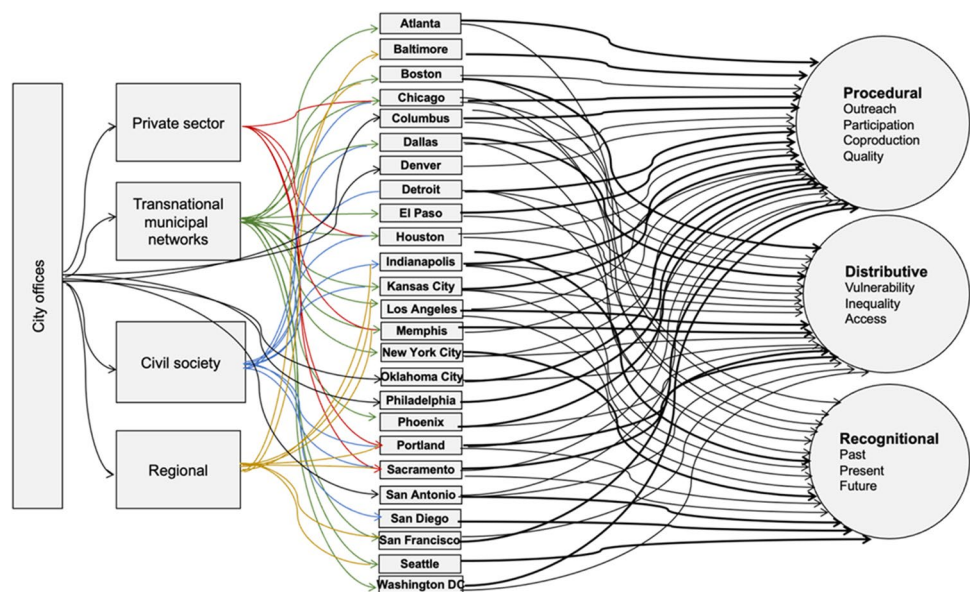 City offices
Private sector
Transnational
municipal
networks
Civil society
Regional
Atlanta
Baltimore
Boston
Chicago
Columbus
Dallas
Denver
Detroit
El Paso
Houston
Indianapolis
Kansas City
Los Angeles
Memphis
New York City
Oklahoma City
Philadelphia
Phoenix
Portland
Sacramento
San Antonio
San Diego
San Francisco
Seattle
Washington DC
Procedural
Outreach
Participation
Coproduction
Quality
Distributive
Vulnerability
Inequality
Access
Recognitional
Past
Present
Future